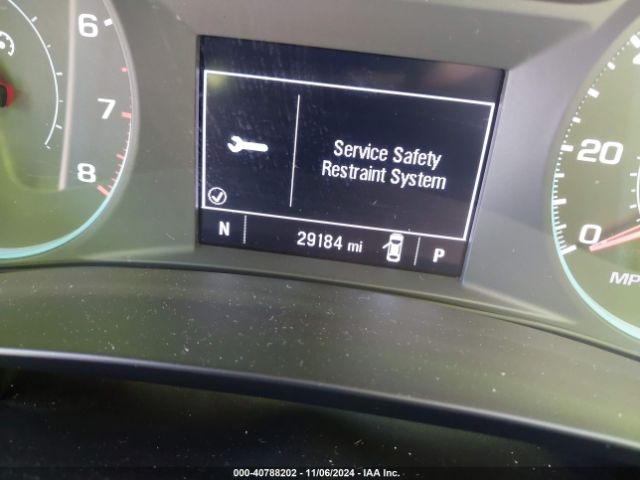 6
7
8
Service Safety
Restraint System
N
29184 mi
P
20
0
MP
000-40788202 - 11/06/2024 - IAA Inc.